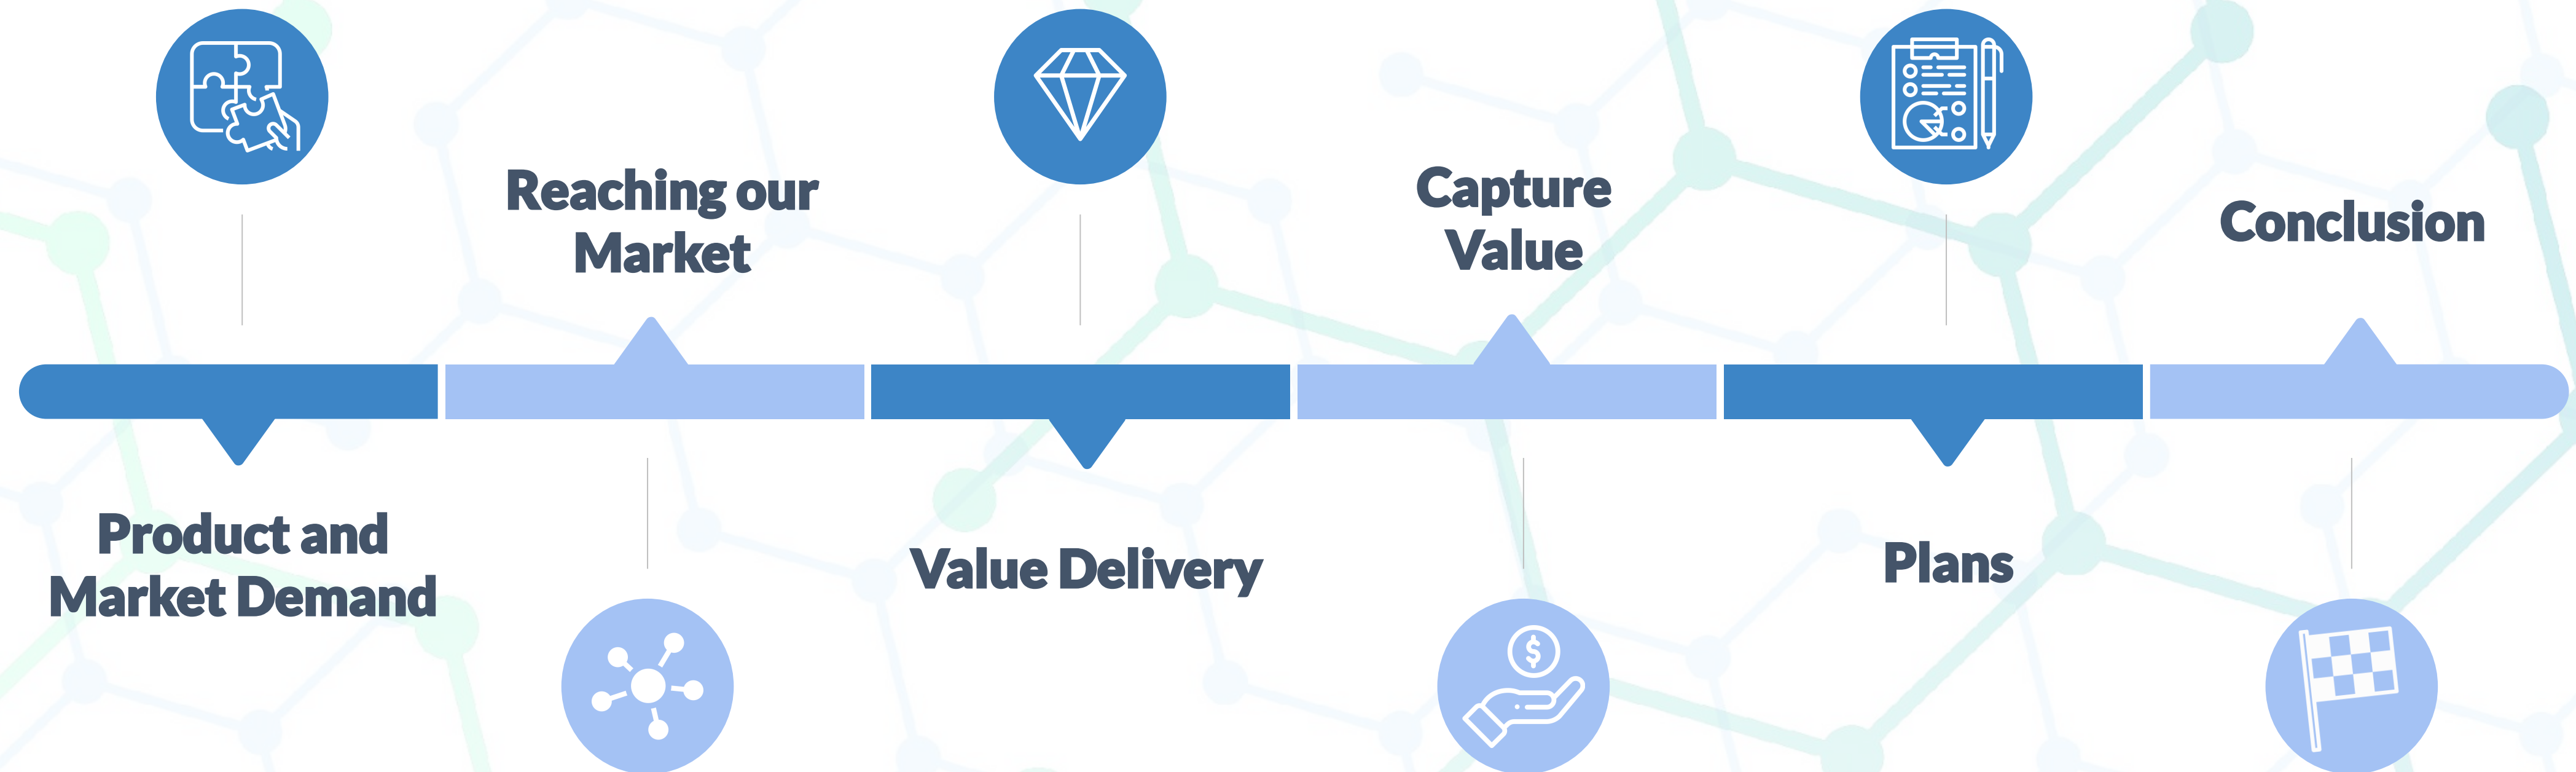 Product and
Market Demand
Reaching our
Market
Value Delivery
Capture
Value
$
Plans
Conclusion